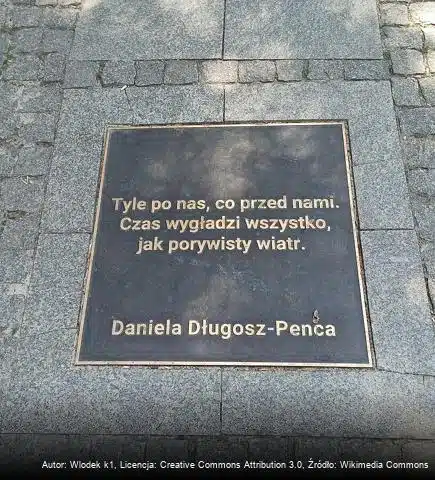 Tyle po nas, co przed nami.
Czas wygładzi wszystko,
jak porywisty wiatr.
Daniela Długosz-Penca
Autor: Wlodek k1, Licencja: Creative Commons Attribution 3.0, Źródło: Wikimedia Commons